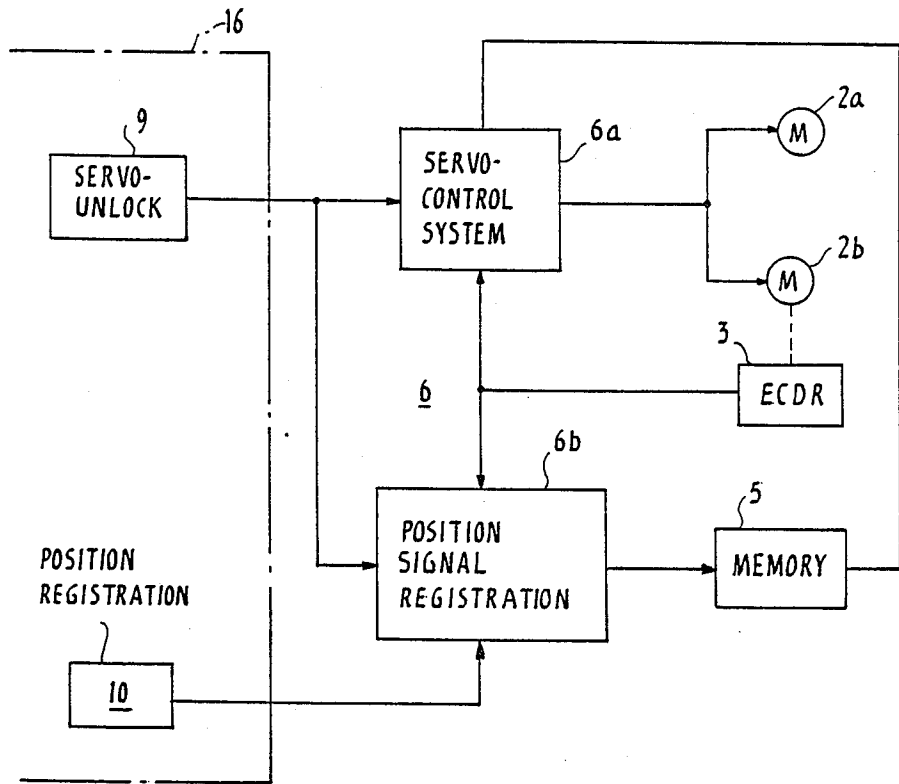 16
9
SERVO-
UNLOCK
6a
SERVO-
CONTROL
SYSTEM
2a
M
2b
M
3
ECDR
6
6b
POSITION
SIGNAL
REGISTRATION
5
MEMORY
POSITION
REGISTRATION
10